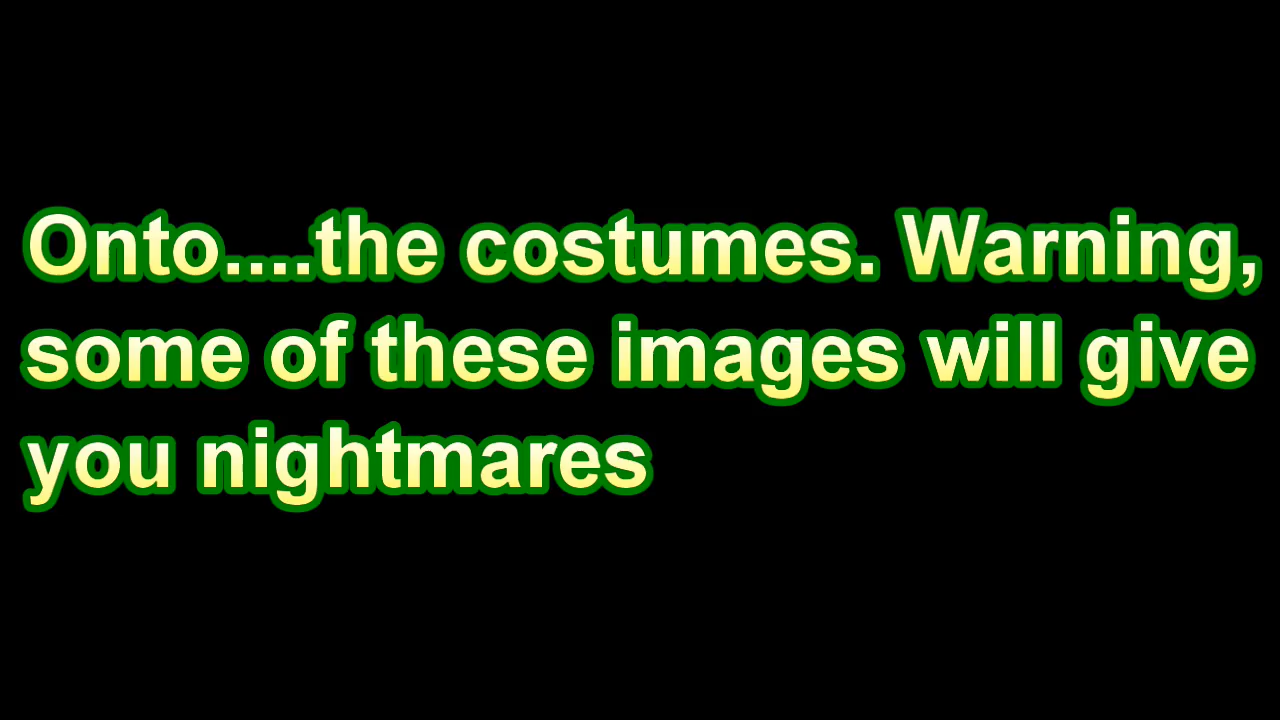 Onto....the costumes. Warning,
some of these images will give
you nightmares